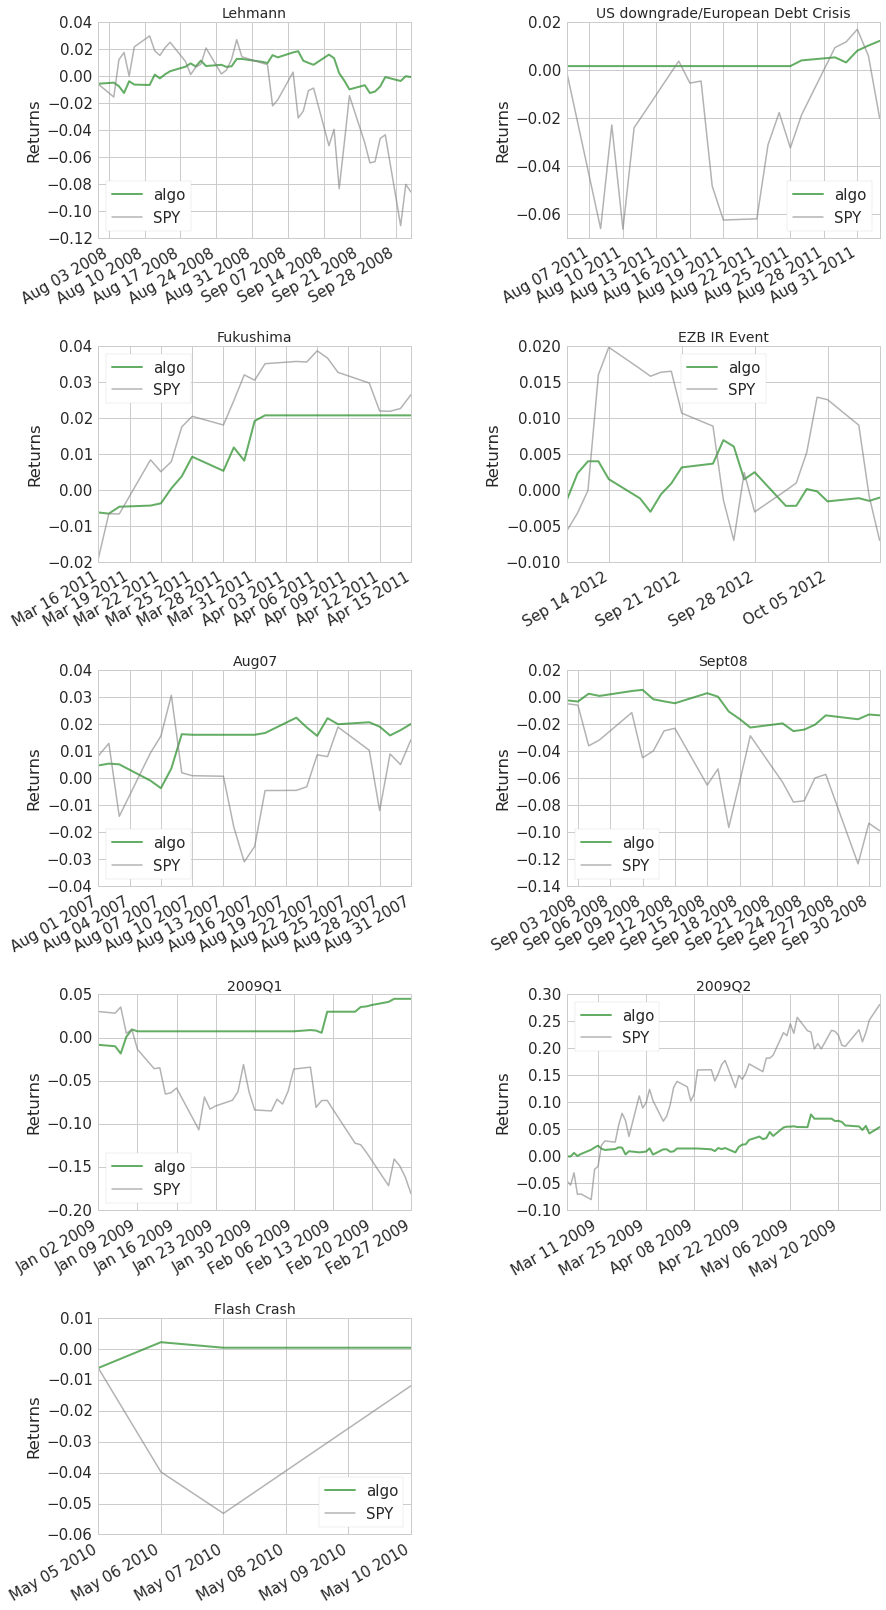 Lehmann
0.04
0.02
0.00
−0.02
−0.04
−0.06
−0.08
−0.10
−0.12
Returns
algo
SPY
Aug 03 2008
Aug 10 2008
Aug 17 2008
Aug 24 2008
Aug 31 2008
Sep 07 2008
Sep 14 2008
Sep 21 2008
Sep 28 2008
US downgrade/European Debt Crisis
0.02
0.00
−0.02
−0.04
−0.06
Returns
algo
SPY
Aug 07 2011
Aug 10 2011
Aug 13 2011
Aug 16 2011
Aug 19 2011
Aug 22 2011
Aug 25 2011
Aug 28 2011
Aug 31 2011
Fukushima
0.04
0.03
0.02
0.01
0.00
−0.01
−0.02
Returns
algo
SPY
Mar 16 2011
Mar 19 2011
Mar 22 2011
Mar 25 2011
Mar 28 2011
Mar 31 2011
Apr 03 2011
Apr 06 2011
Apr 09 2011
Apr 12 2011
Apr 15 2011
EZB IR Event
0.020
0.015
0.010
0.005
0.000
−0.005
−0.010
Returns
algo
SPY
Sep 14 2012
Sep 21 2012
Sep 28 2012
Oct 05 2012
Aug07
0.04
0.03
0.02
0.01
0.00
−0.01
−0.02
−0.03
−0.04
Returns
algo
SPY
Aug 01 2007
Aug 04 2007
Aug 07 2007
Aug 10 2007
Aug 13 2007
Aug 16 2007
Aug 19 2007
Aug 22 2007
Aug 25 2007
Aug 28 2007
Aug 31 2007
Sept08
0.02
0.00
−0.02
−0.04
−0.06
−0.08
−0.10
−0.12
−0.14
Returns
algo
SPY
Sep 03 2008
Sep 06 2008
Sep 09 2008
Sep 12 2008
Sep 15 2008
Sep 18 2008
Sep 21 2008
Sep 24 2008
Sep 27 2008
Sep 30 2008
2009Q1
0.05
0.00
−0.05
−0.10
−0.15
−0.20
Returns
algo
SPY
Jan 02 2009
Jan 09 2009
Jan 16 2009
Jan 23 2009
Jan 30 2009
Feb 06 2009
Feb 13 2009
Feb 20 2009
Feb 27 2009
2009Q2
0.30
0.25
0.20
0.15
0.10
0.05
0.00
−0.05
−0.10
Returns
algo
SPY
Mar 11 2009
Mar 25 2009
Apr 08 2009
Apr 22 2009
May 06 2009
May 20 2009
Flash Crash
0.01
0.00
−0.01
−0.02
−0.03
−0.04
−0.05
−0.06
Returns
algo
SPY
May 05 2010
May 06 2010
May 07 2010
May 08 2010
May 09 2010
May 10 2010